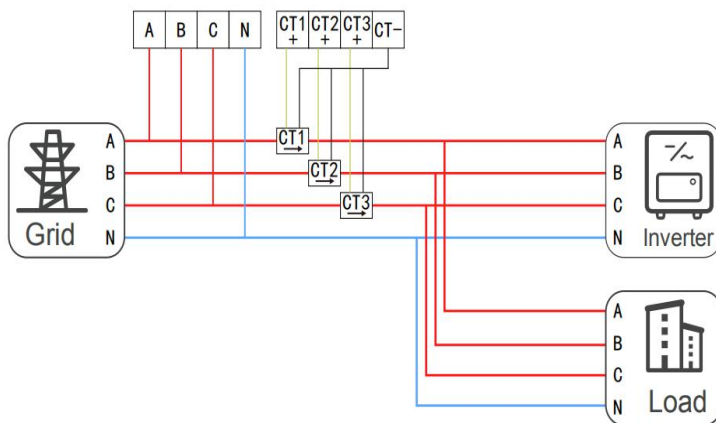 A B C N
CT1 + CT2 + CT3 + CT-
A
B
C
N
Grid
CT1
CT2
CT3
A
B
C
N
Inverter
A
B
C
N
Load